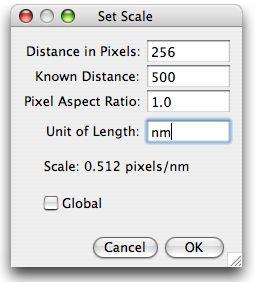 Set Scale
Distance in Pixels: 256
Known Distance: 500
Pixel Aspect Ratio: 1.0
Unit of Length: nm
Scale: 0.512 pixels/nm
Global
Cancel OK